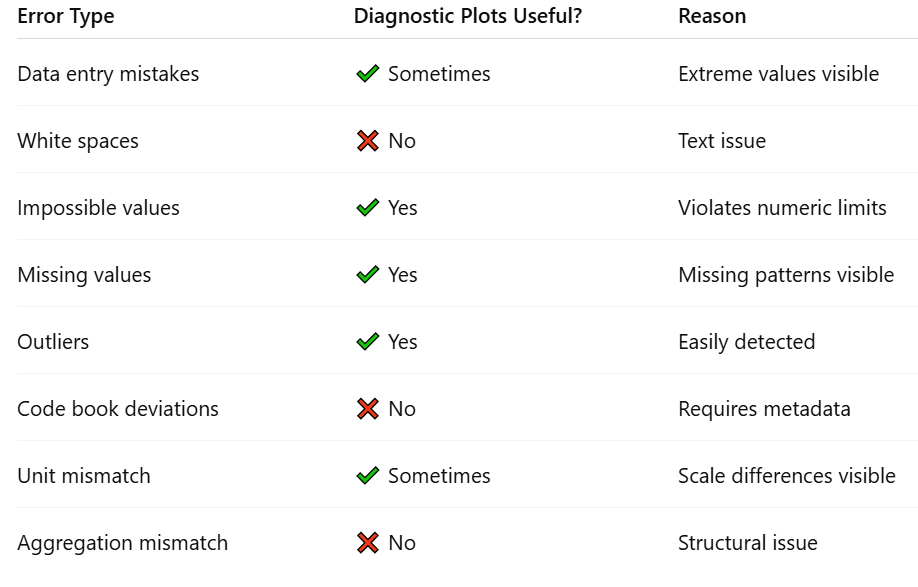 Error Type Diagnostic Plots Useful? Reason
Data entry mistakes ✔ Sometimes Extreme values visible
White spaces ✖ No Text issue
Impossible values ✔ Yes Violates numeric limits
Missing values ✔ Yes Missing patterns visible
Outliers ✔ Yes Easily detected
Code book deviations ✖ No Requires metadata
Unit mismatch ✔ Sometimes Scale differences visible
Aggregation mismatch ✖ No Structural issue